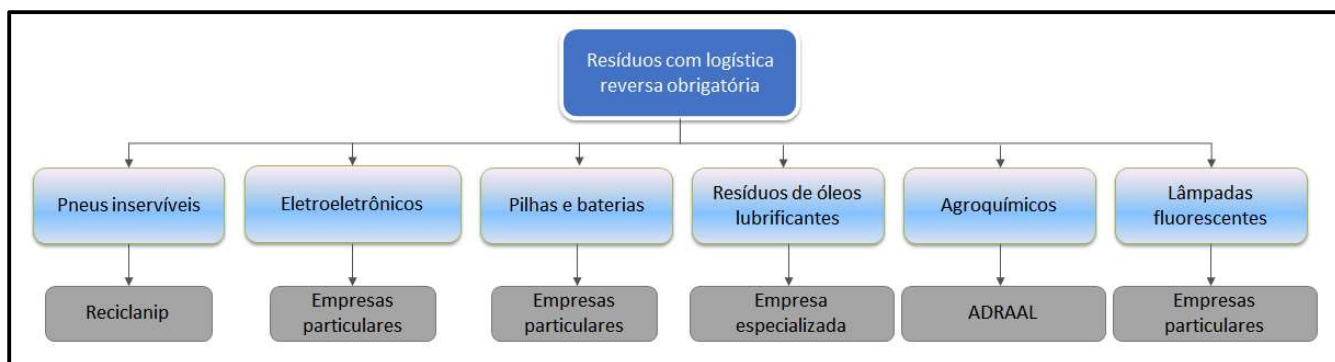 Resíduos com logística
reversa obrigatória
Pneus inservíveis
Eletroeletrônicos
Pilhas e baterias
Resíduos de óleos
lubrificantes
Agroquímicos
Lâmpadas
fluorescentes
Reciclanip
Empresas
particulares
Empresas
particulares
Empresa
especializada
ADRAAL
Empresas
particulares